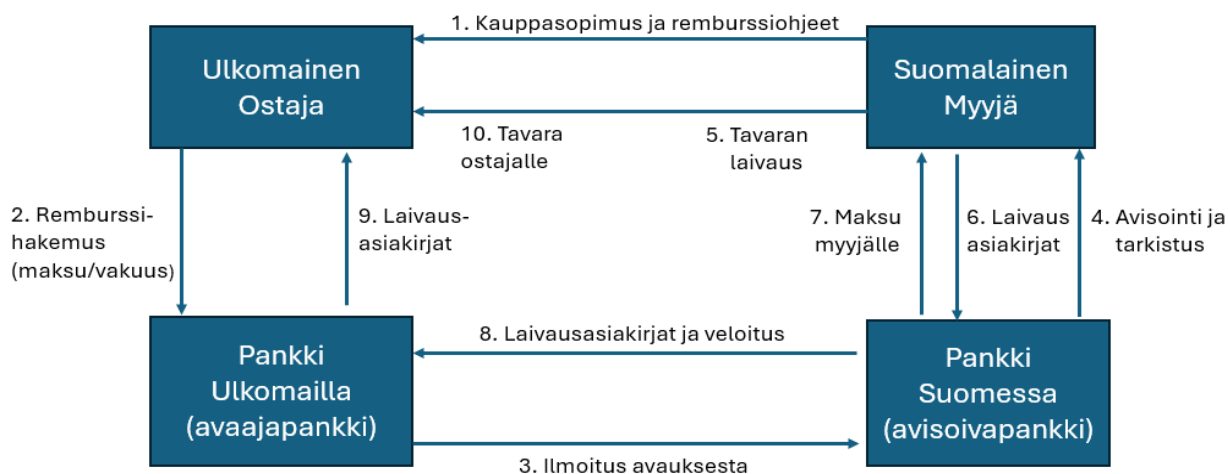 1. Kauppasopimus ja remburssiohjeet
Ulkomainen
Ostaja
Suomalainen
Myyjä
10. Tavara
ostajalle
5. Tavaran
laivaus
2. Remburssi-
hakemus
(maksu/vakuus)
9. Laivaus-
asiakirjat
7. Maksu
myyjälle
6. Laivaus
asiakirjat
4. Avisointi ja
tarkistus
8. Laivausasiakirjat ja veloitus
Pankki
Ulkomailla
(avaajapankki)
Pankki
Suomessa
(avisoivapankki)
3. Ilmoitus avauksesta